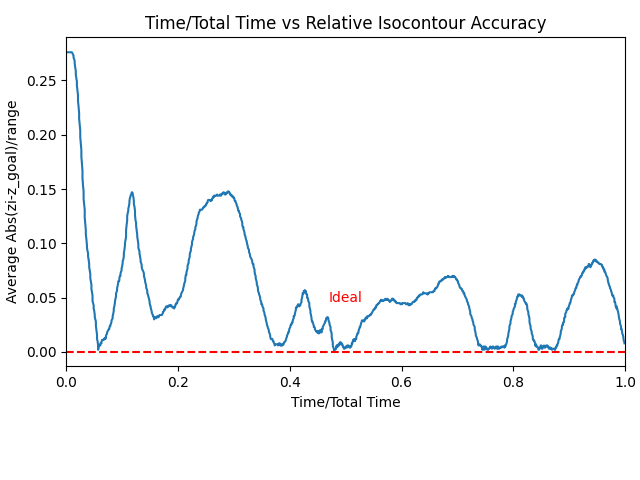 Time/Total Time vs Relative Isocontour Accuracy
Average Abs(zi-z_goal)/range
0.25
0.20
0.15
0.10
0.05
0.00
Ideal
0.0 0.2 0.4 0.6 0.8 1.0
Time/Total Time